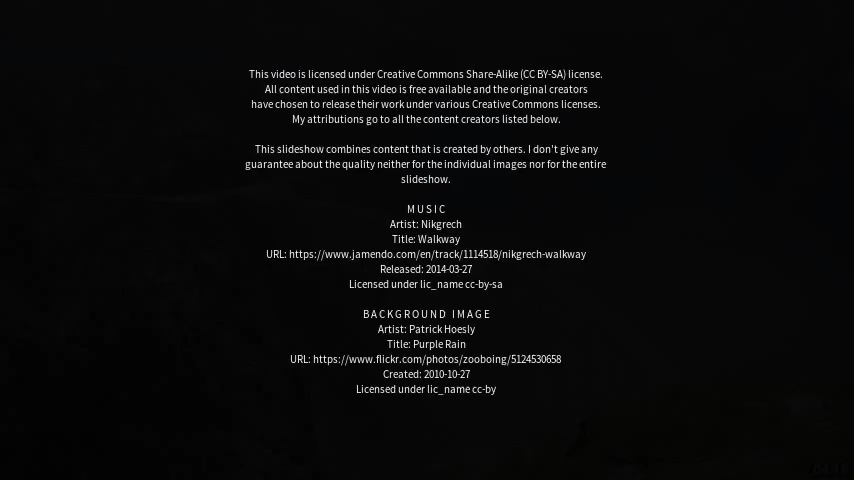 This video is licensed under Creative Commons Share-Alike (CC BY-SA) license.
All content used in this video is free available and the original creators
have chosen to release their work under various Creative Commons licenses.
My attributions go to all the content creators listed below.
This slideshow combines content that is created by others. I don't give any
guarantee about the quality neither for the individual images nor for the entire
slideshow.
MUSIC
Artist: Nikgrech
Title: Walkway
URL: https://www.jamendo.com/en/track/1114518/nikgrech-walkway
Released: 2014-03-27
Licensed under lic_name cc-by-sa
BACKGROUND IMAGE
Artist: Patrick Hoesly
Title: Purple Rain
URL: https://www.flickr.com/photos/zooboing/5124530658
Created: 2010-10-27
Licensed under lic_name cc-by